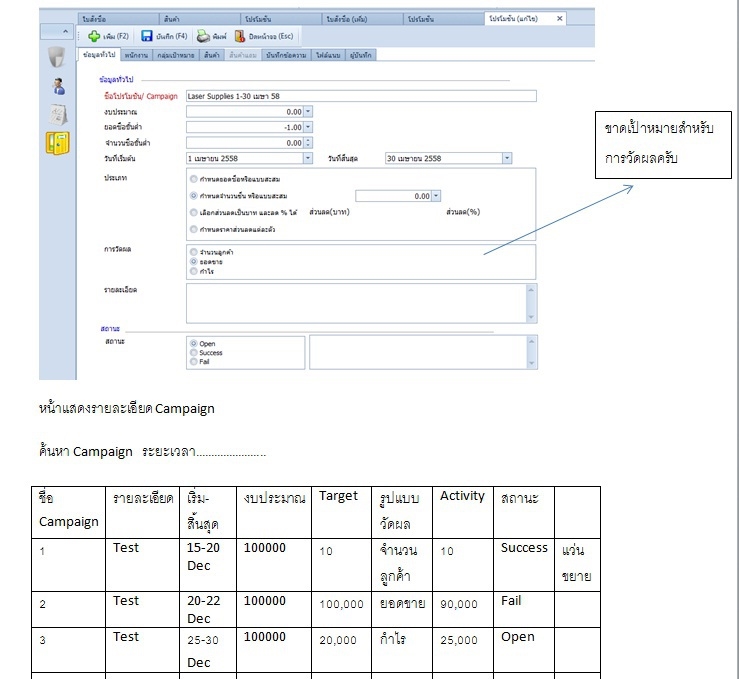 ใบสั่งซื้อ สินค้า โปรโมชั่น ใบสั่งซื้อ (เพิ่ม) โปรโมชั่น โปรโมชั่น (แก้ไข)
เพิ่ม (F2) บันทึก (F4) พิมพ์ ปิดหน้าจอ (Esc)
ข้อมูลทั่วไป พนักงาน กลุ่มเป้าหมาย สินค้า สินค้าแถม บันทึกข้อความ ไฟล์แนบ ผู้บันทึก
ข้อมูลทั่วไป
ชื่อโปรโมชั่น/ Campaign Laser Supplies 1-30 เมษา 58
งบประมาณ 0.00
ยอดซื้อขั้นต่ำ -1.00
จำนวนซื้อขั้นต่ำ 0.00
วันที่เริ่มต้น 1 เมษายน 2558 วันที่สิ้นสุด 30 เมษายน 2558
ประเภท
กำหนดยอดซื้อหรือแบบสะสม
กำหนดจำนวนชิ้น หรือแบบสะสม 0.00
เลือกส่วนลดเป็นบาท และลด % ได้ ส่วนลด(บาท) ส่วนลด(%)
กำหนดราคาส่วนลดแต่ละตัว
การวัดผล
จำนวนลูกค้า
ยอดขาย
กำไร
รายละเอียด
สถานะ
สถานะ
Open
Success
Fail
ขาดเป้าหมายสำหรับ
การวัดผลครับ
หน้าแสดงรายละเอียด Campaign
ค้นหา Campaign ระยะเวลา.......................
ชื่อ รายละเอียด เริ่ม- งบประมาณ Target รูปแบบ Activity สถานะ
Campaign สิ้นสุด วัดผล
1 Test 15-20 100000 10 จำนวน 10 Success แว่น
Dec ลูกค้า ขยาย
2 Test 20-22 100000 100,000 ยอดขาย 90,000 Fail
Dec
3 Test 25-30 100000 20,000 กำไร 25,000 Open
Dec